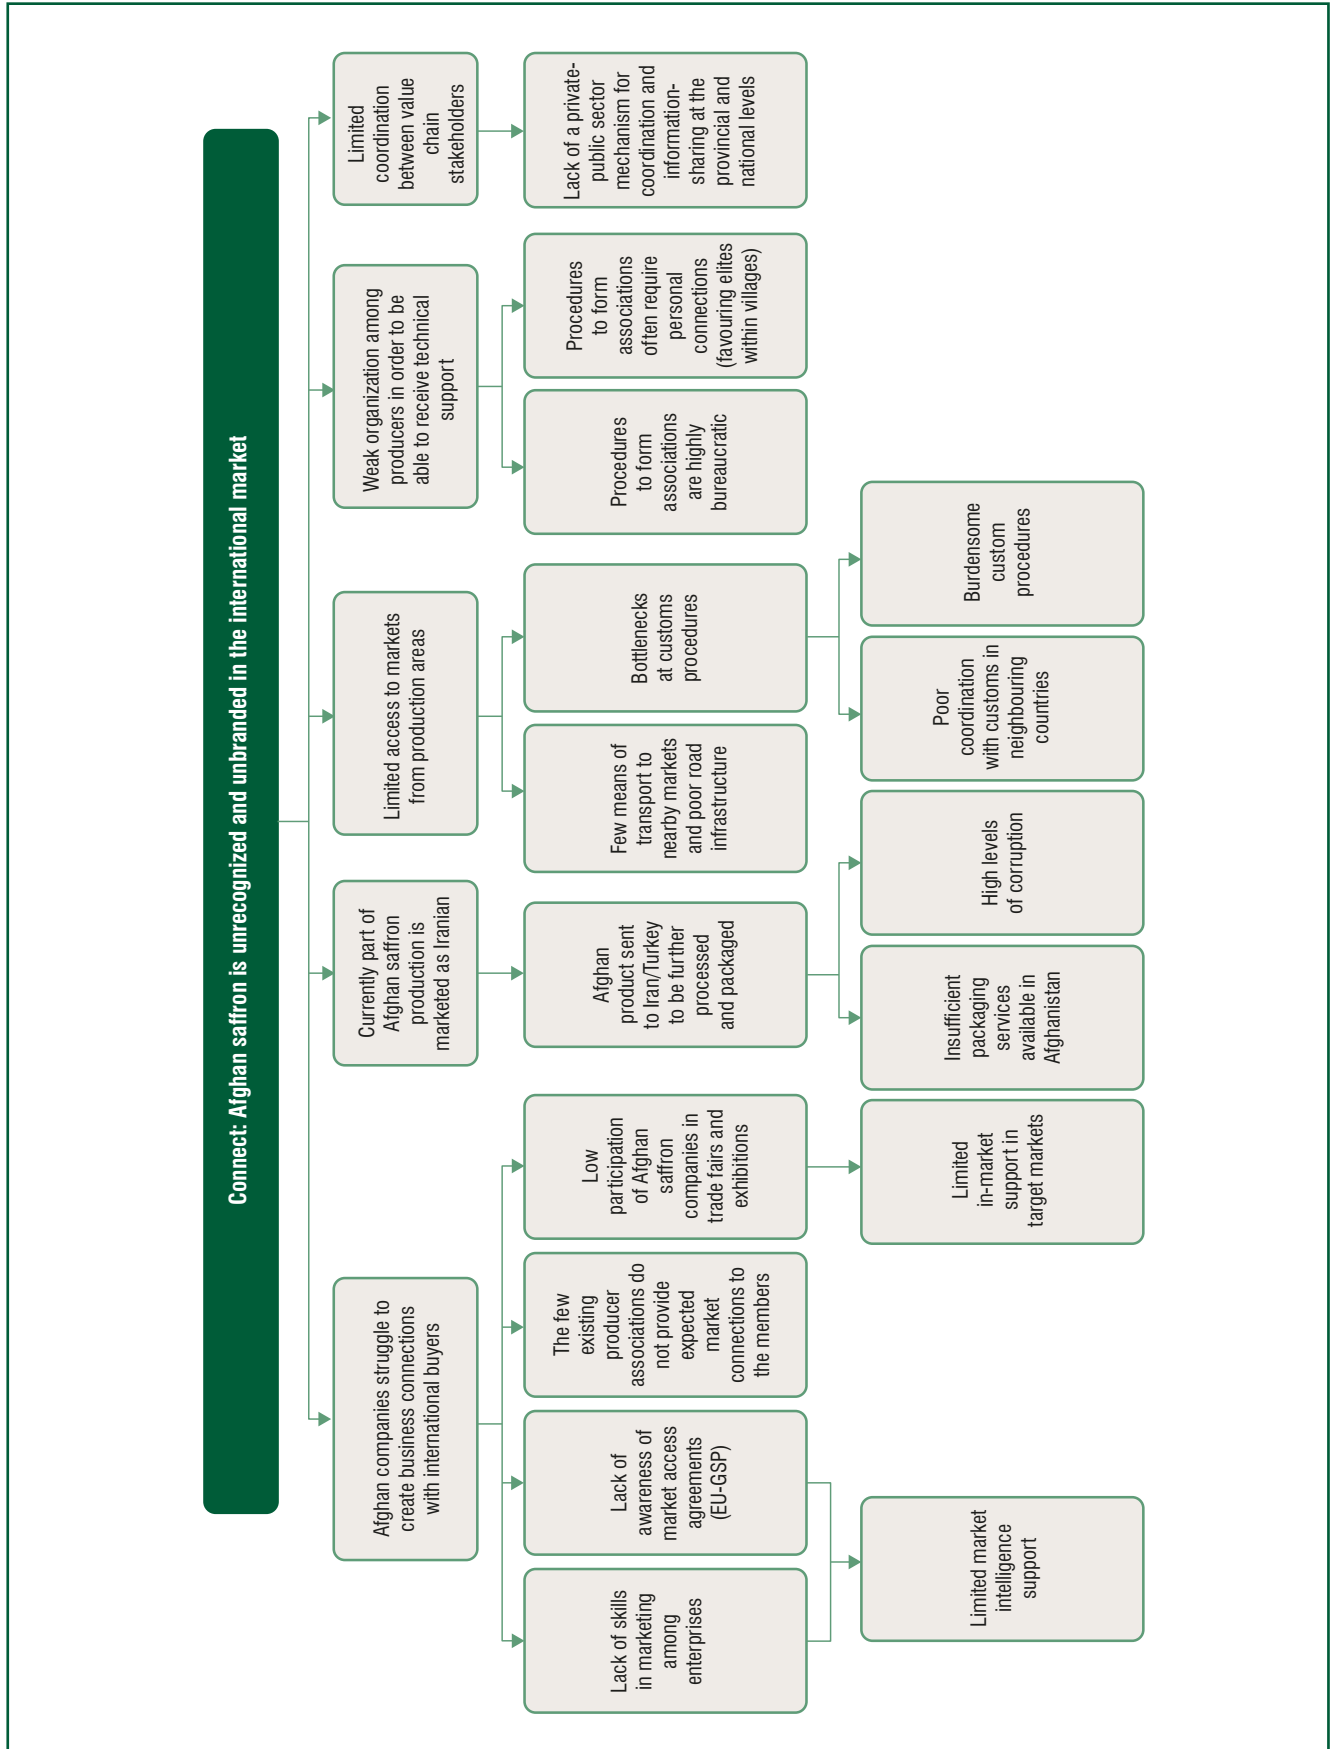 Connect: Afghan saffron is unrecognized and unbranded in the international market
Afghan companies struggle to
create business connections
with international buyers
Currently part of
Afghan saffron
production is
marketed as Iranian
Limited access to markets
from production areas
Weak organization among
producers in order to be
able to receive technical
support
Limited
coordination
between value
chain
stakeholders
Lack of skills
in marketing
among
enterprises
Lack of
awareness of
market access
agreements
(EU-GSP)
The few
existing
producer
associations do
not provide
expected
market
connections to
the members
Low
participation
of Afghan
saffron
companies in
trade fairs and
exhibitions
Afghan
product sent
to Iran/Turkey
to be further
processed
and packaged
Few means of
transport to
nearby markets
and poor road
infrastructure
Bottlenecks
at customs
procedures
Procedures
to form
associations
are highly
bureaucratic
Procedures
to form
associations
often require
personal
connections
(favouring elites
within villages)
Lack of a private-
public sector
mechanism for
coordination and
information-
sharing at the
provincial and
national levels
Limited market
intelligence
support
Limited
in-market
support in
target markets
Insufficient
packaging
services
available in
Afghanistan
High levels
of corruption
Poor
coordination
with customs in
neighbouring
countries
Burdensome
custom
procedures